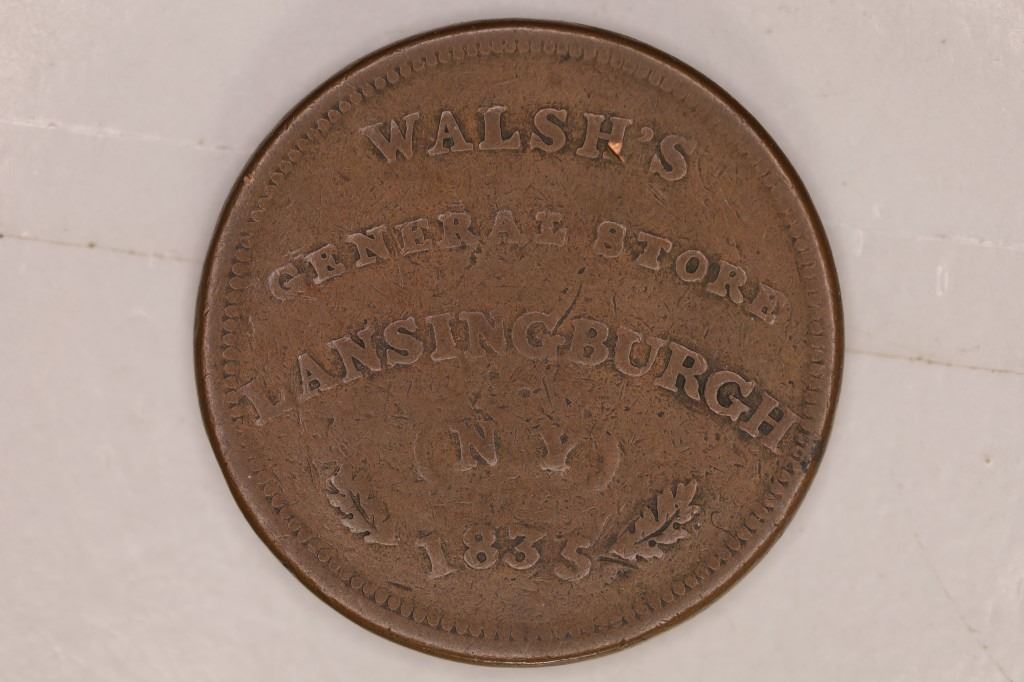 WALSH'S
GENERAL STORE
LANSINGBURGH
(N Y)
1835